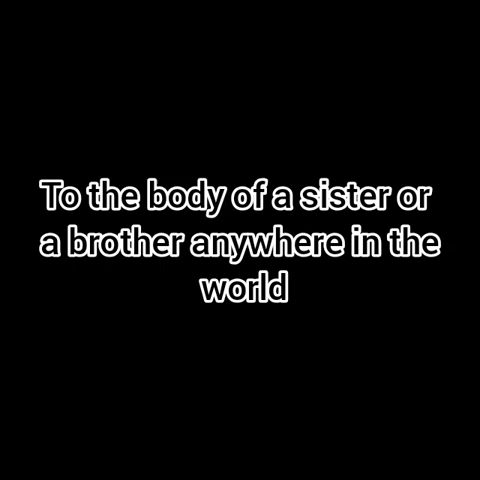 To the body of a sister or
a brother anywhere in the
world